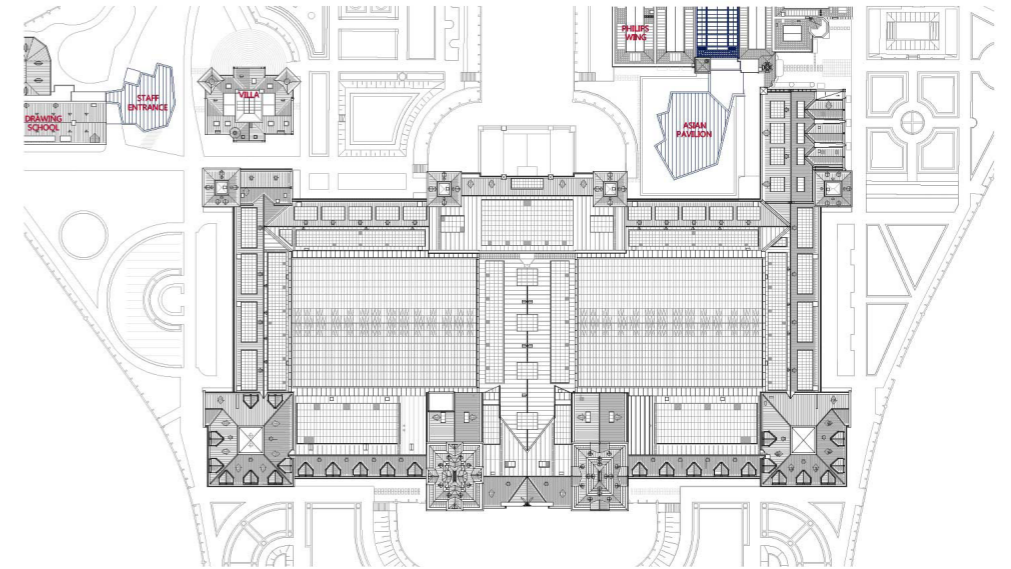 PHILIPS
WING
STAFF
ENTRANCE
VILLA
DRAWING
SCHOOL
ASIAN
PAVILION